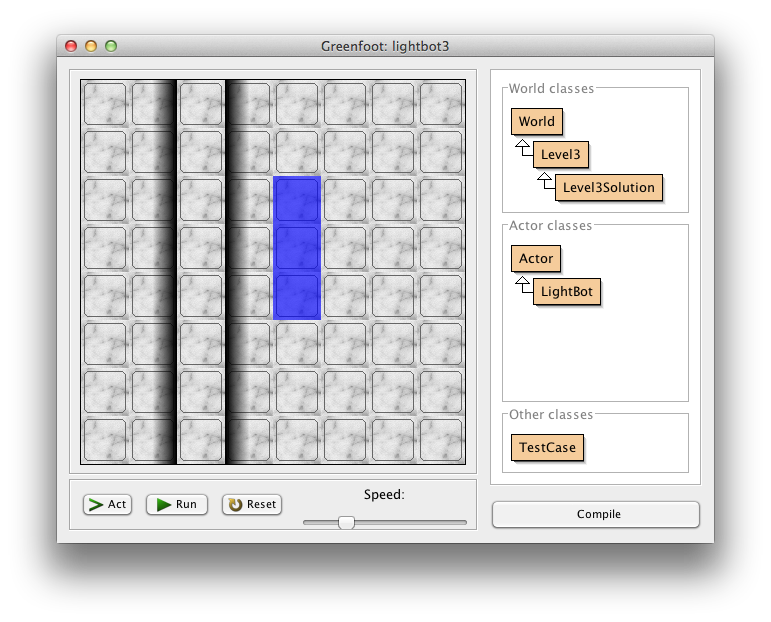 Greenfoot: lightbot3
World classes
World
Level3
Level3Solution
Actor classes
Actor
LightBot
Other classes
TestCase
Act
Run
Reset
Speed:
Compile